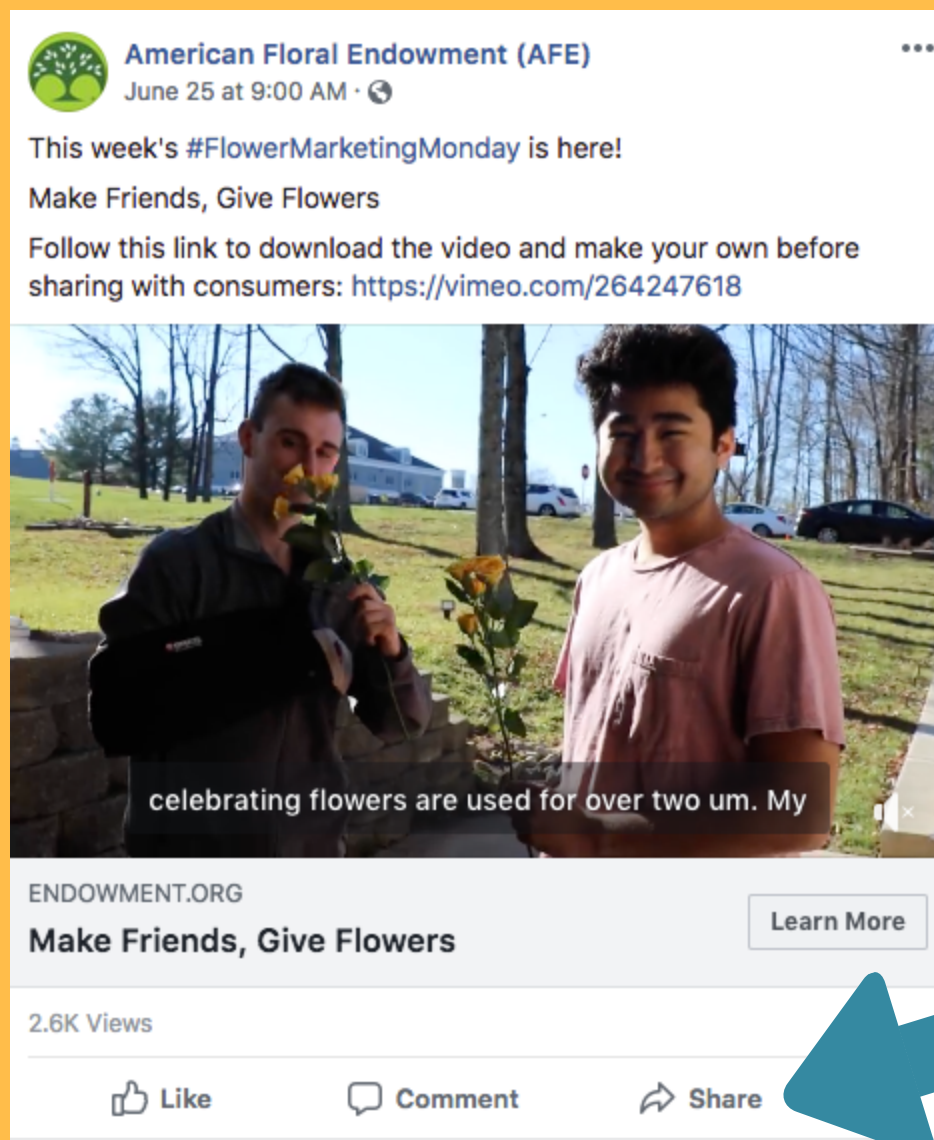 American Floral Endowment (AFE)
June 25 at 9:00 AM ·
This week's #FlowerMarketingMonday is here!
Make Friends, Give Flowers
Follow this link to download the video and make your own before
sharing with consumers: https://vimeo.com/264247618
celebrating flowers are used for over two um. My
ENDOWMENT.ORG
Make Friends, Give Flowers
Learn More
2.6K Views
Like
Comment
Share